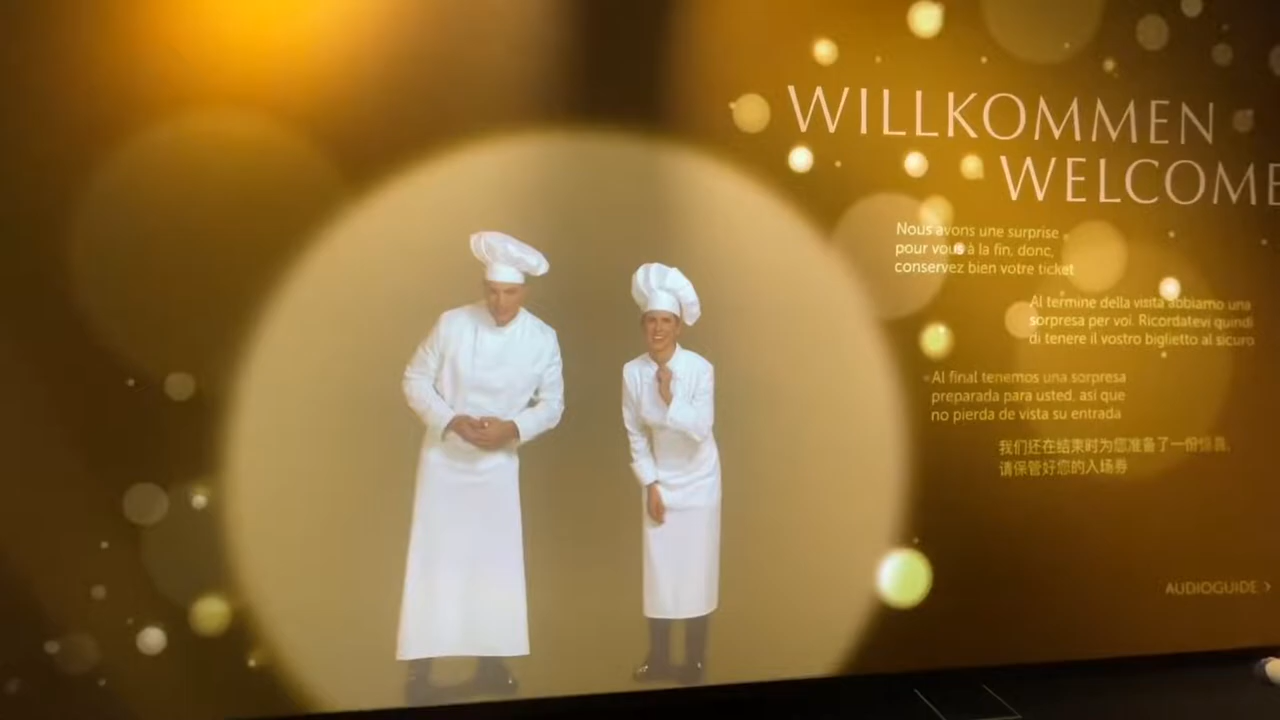 WILLKOMMEN
WELCOME
Nous avons une surprise
pour vous à la fin, donc,
conservez bien votre ticket
Al termine della visita abbiamo una
sorpresa per voi. Ricordatevi quindi
di tenere il vostro biglietto al sicuro
Al final tenemos una sorpresa
preparada para usted, así que
no pierda de vista su entrada
我们还在结束时为您准备了一份惊喜,
请保管好您的入场券
AUDIOGUIDE >